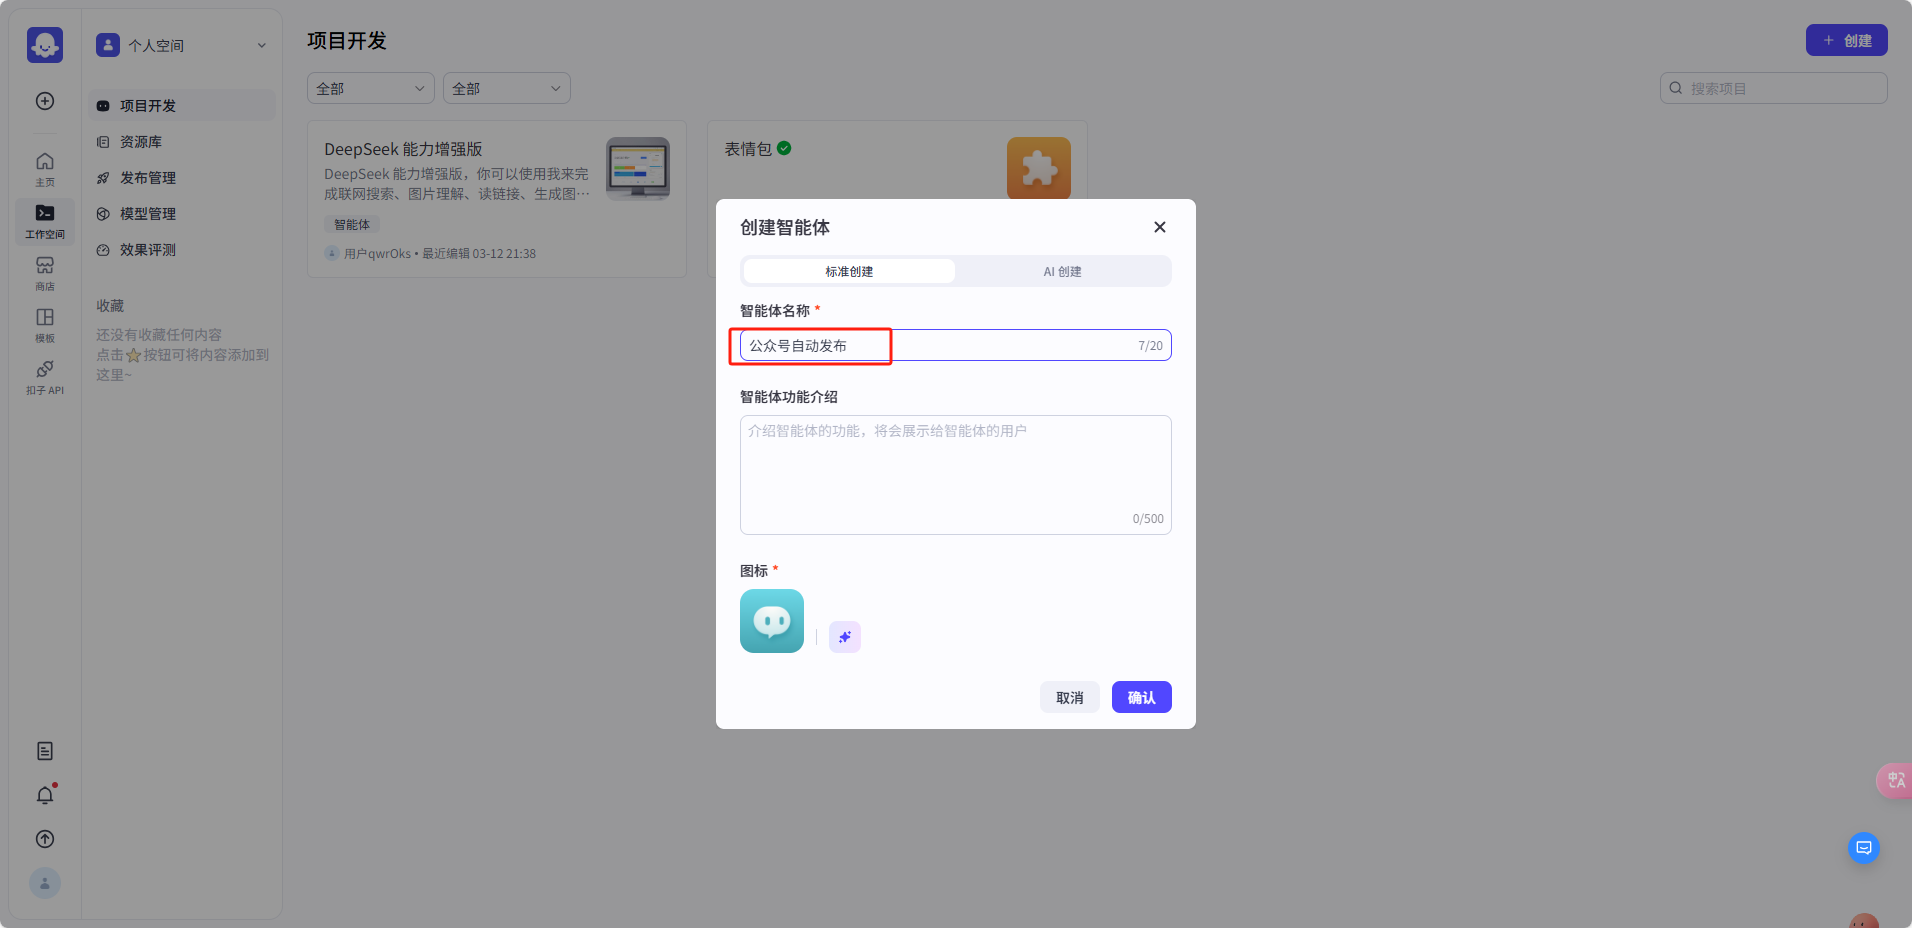 个人空间
项目开发
创建
全部
全部
搜索项目
主页
工作空间
商店
模板
扣子 API
项目开发
资源库
发布管理
模型管理
效果评测
收藏
还没有收藏任何内容
点击⭐按钮可将内容添加到
这里~
DeepSeek 能力增强版
DeepSeek 能力增强版，你可以使用我来完
成联网搜索、图片理解、读链接、生成图…
智能体
用户qwrOks • 最近编辑 03-12 21:38
表情包
创建智能体
标准创建
AI 创建
智能体名称 *
公众号自动发布
7/20
智能体功能介绍
介绍智能体的功能，将会展示给智能体的用户
0/500
图标 *
取消
确认
中A